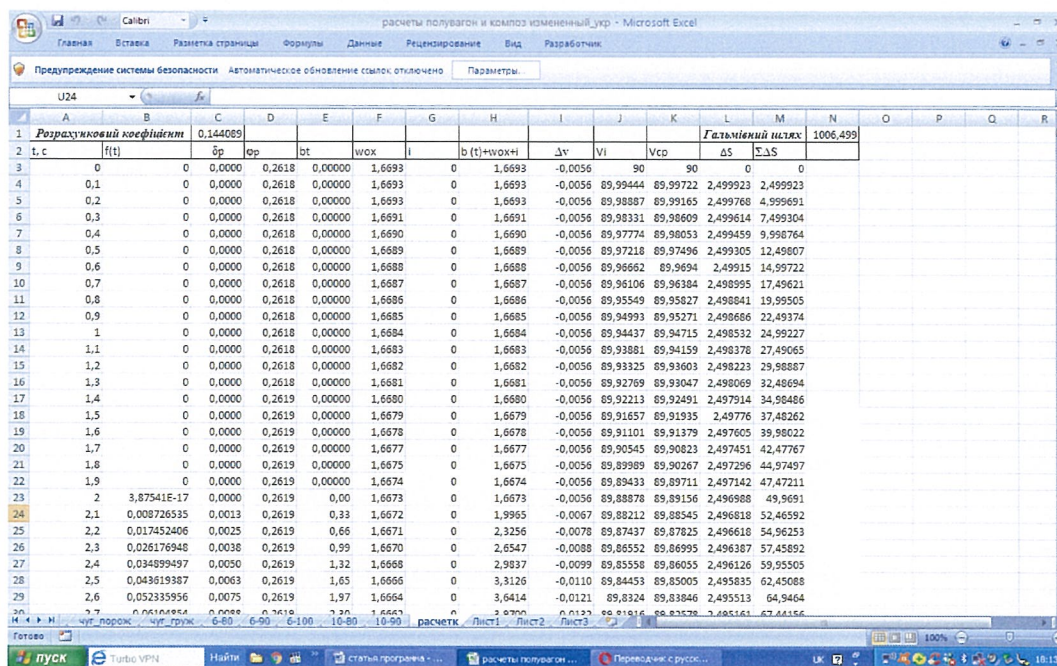 Calibri
расчеты полувагон и композ измененный_укр - Microsoft Excel
Главная Вставка Разметка страницы Формулы Данные Рецензирование Вид Разработчик
Предупреждение системы безопасности Автоматическое обновление ссылок отключено Параметры...
U24 fx
A B C D E F G H I J K L M N O P Q R
1 Розрахунковий коефіцієнт 0,144089 Гальмівний шлях 1006,499
2 t, c f(t) δp φp bt wox i b (t)+wox+i Δv Vi Vcp ΔS ΣΔS
3 0 0 0,0000 0,2618 0,00000 1,6693 0 1,6693 -0,0056 90 90 0 0
4 0,1 0 0,0000 0,2618 0,00000 1,6693 0 1,6693 -0,0056 89,99444 89,99722 2,499923 2,499923
5 0,2 0 0,0000 0,2618 0,00000 1,6693 0 1,6693 -0,0056 89,98887 89,99165 2,499768 4,999691
6 0,3 0 0,0000 0,2618 0,00000 1,6691 0 1,6691 -0,0056 89,98331 89,98609 2,499614 7,499304
7 0,4 0 0,0000 0,2618 0,00000 1,6690 0 1,6690 -0,0056 89,97774 89,98053 2,499459 9,998764
8 0,5 0 0,0000 0,2618 0,00000 1,6689 0 1,6689 -0,0056 89,97218 89,97496 2,499305 12,49807
9 0,6 0 0,0000 0,2618 0,00000 1,6688 0 1,6688 -0,0056 89,96662 89,9694 2,49915 14,99722
10 0,7 0 0,0000 0,2618 0,00000 1,6687 0 1,6687 -0,0056 89,96106 89,96384 2,498995 17,49621
11 0,8 0 0,0000 0,2618 0,00000 1,6686 0 1,6686 -0,0056 89,95549 89,95827 2,498841 19,99505
12 0,9 0 0,0000 0,2618 0,00000 1,6685 0 1,6685 -0,0056 89,94993 89,95271 2,498686 22,49374
13 1 0 0,0000 0,2618 0,00000 1,6684 0 1,6684 -0,0056 89,94437 89,94715 2,498532 24,99227
14 1,1 0 0,0000 0,2618 0,00000 1,6683 0 1,6683 -0,0056 89,93881 89,94159 2,498378 27,49065
15 1,2 0 0,0000 0,2618 0,00000 1,6682 0 1,6682 -0,0056 89,93325 89,93603 2,498223 29,98887
16 1,3 0 0,0000 0,2618 0,00000 1,6681 0 1,6681 -0,0056 89,92769 89,93047 2,498069 32,48694
17 1,4 0 0,0000 0,2619 0,00000 1,6680 0 1,6680 -0,0056 89,92213 89,92491 2,497914 34,98486
18 1,5 0 0,0000 0,2619 0,00000 1,6679 0 1,6679 -0,0056 89,91657 89,91935 2,49776 37,48262
19 1,6 0 0,0000 0,2619 0,00000 1,6678 0 1,6678 -0,0056 89,91101 89,91379 2,497605 39,98022
20 1,7 0 0,0000 0,2619 0,00000 1,6677 0 1,6677 -0,0056 89,90545 89,90823 2,497451 42,47767
21 1,8 0 0,0000 0,2619 0,00000 1,6675 0 1,6675 -0,0056 89,89989 89,90267 2,497296 44,97497
22 1,9 0 0,0000 0,2619 0,00000 1,6674 0 1,6674 -0,0056 89,89433 89,89711 2,497142 47,47211
23 2 3,87541E-17 0,0000 0,2619 0,00 1,6673 0 1,6673 -0,0056 89,88878 89,89156 2,496988 49,9691
24 2,1 0,008726535 0,0013 0,2619 0,33 1,6672 0 1,9965 -0,0067 89,88212 89,88545 2,496818 52,46592
25 2,2 0,017452406 0,0025 0,2619 0,66 1,6671 0 2,3256 -0,0078 89,87437 89,87825 2,496618 54,96253
26 2,3 0,026176948 0,0038 0,2619 0,99 1,6670 0 2,6547 -0,0088 89,86552 89,86995 2,496387 57,45892
27 2,4 0,034899497 0,0050 0,2619 1,32 1,6668 0 2,9837 -0,0099 89,85558 89,86055 2,496126 59,95505
28 2,5 0,043619387 0,0063 0,2619 1,65 1,6666 0 3,3126 -0,0110 89,84453 89,85005 2,495835 62,45088
29 2,6 0,052335956 0,0075 0,2619 1,97 1,6664 0 3,6414 -0,0121 89,8324 89,83846 2,495513 64,9464
30 2,7 0,06104854 0,0088 0,2619 2,30 1,6662 0 3,9700 -0,0132 89,81916 89,82578 2,495161 67,44156
чуг_порож чуг_груж 6-80 6-90 6-100 10-80 10-90 расчетк Лист1 Лист2 Лист3
Готово 100%
пуск Turbo VPN Найти статья програма - ... расчеты полувагон ... Переводчик с русск... UK 18:13